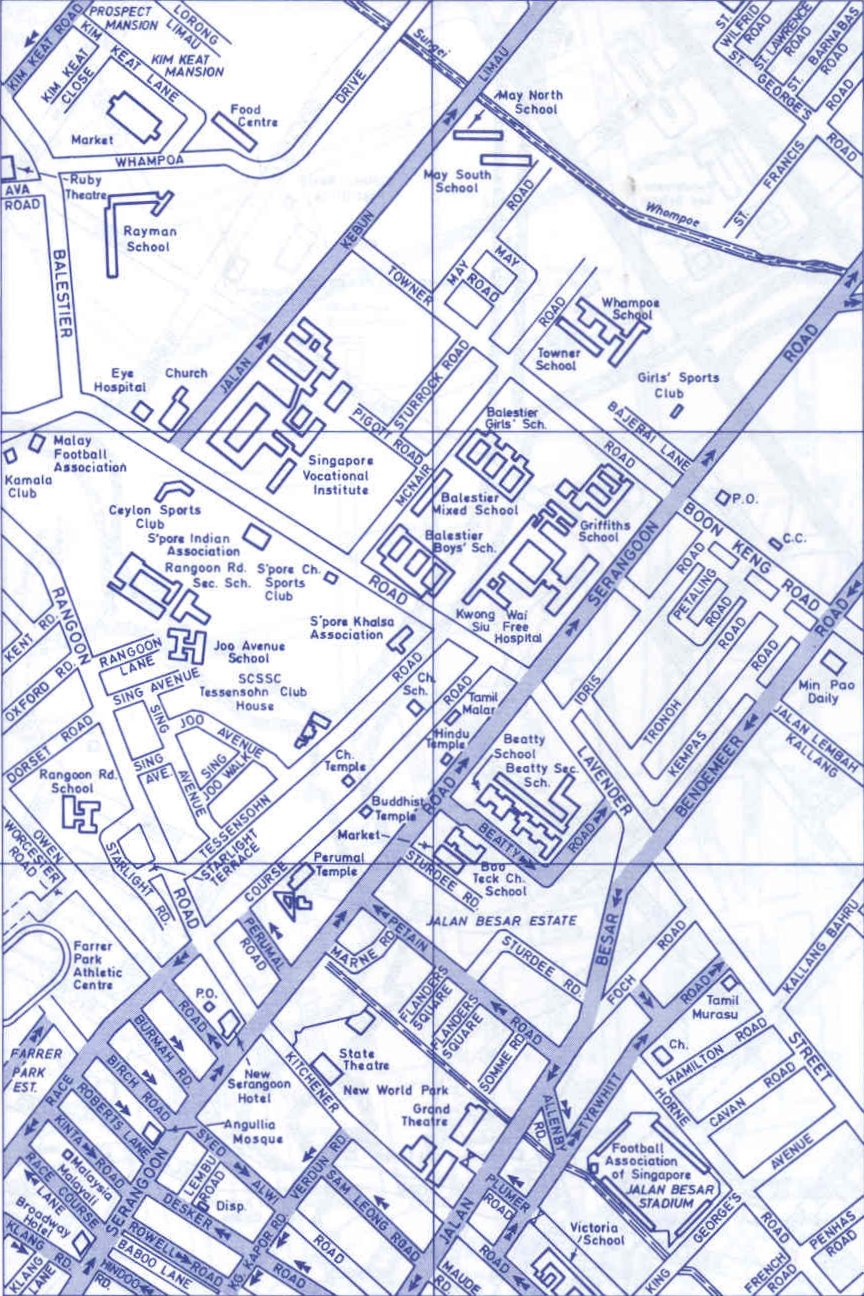 PROSPECT
MANSION
LORONG
LIMAU
KIM KEAT ROAD
KIM KEAT LANE
KIM KEAT
MANSION
KIM KEAT
CLOSE
Market
Food
Centre
DRIVE
WHAMPOA
Ruby
Theatre
AVA
ROAD
Rayman
School
BALESTIER
Eye
Hospital
Church
JALAN
KEBUN
LIMAU
Sungei
Whampoe
May North
School
May South
School
ST.
WILFRID
ROAD
ST. LAWRENCE
ROAD
ST. BARNABAS
ROAD
ST. GEORGE'S
ROAD
ST. FRANCIS
ROAD
MAY
ROAD
MAY
ROAD
TOWNER
ROAD
Whampoe
School
Towner
School
Girls' Sports
Club
BAJERAI LANE
ROAD
STURROCK ROAD
PIGOTT ROAD
MCNAIR
ROAD
Balestier
Girls' Sch.
Balestier
Mixed School
Balestier
Boys' Sch.
Griffiths
School
Kwong Wai
Siu Free
Hospital
SERANGOON
ROAD
P.O.
C.C.
BOON KENG ROAD
Malay
Football
Association
Kamala
Club
Singapore
Vocational
Institute
Ceylon Sports
Club
S'pore Indian
Association
Rangoon Rd.
Sec. Sch.
S'pore Ch.
Sports
Club
ROAD
S'pore Khalsa
Association
RANGOON
KENT RD.
OXFORD RD.
DORSET ROAD
RANGOON
LANE
SING AVENUE
Joo Avenue
School
SCSSC
Tessensohn Club
House
SING
AVE.
SING
AVENUE
JOO AVENUE
SING
JOO WALK
TESSENSOHN
ROAD
STARLIGHT
TERRACE
STARLIGHT RD.
Ch.
Sch.
ROAD
Tamil
Malar
Hindu
Temple
Ch.
Temple
Buddhist
Temple
Market
ROAD
Beatty
School
Beatty Sec.
Sch.
BEATTY
ROAD
LAVENDER
IDRIS
ROAD
PETALING
ROAD
TRONOH
ROAD
KEMPAS
ROAD
BENDEMEER
ROAD
Min Pao
Daily
JALAN LEMBAH
KALLANG
Rangoon Rd.
School
OWEN
WORCESTER
ROAD
ROAD
COURSE
Perumal
Temple
PERUMAL
ROAD
STURDEE RD.
Boo
Teck Ch.
School
JALAN BESAR ESTATE
PETAIN
ROAD
MARNE RD.
FLANDERS
SQUARE
FLANDERS
SQUARE
STURDEE RD.
SOMME RD.
BESAR
FOCH
ROAD
ROAD
Tamil
Murasu
KALLANG BAHRU
STREET
Ch.
HAMILTON ROAD
HORNE
ROAD
CAVAN ROAD
AVENUE
TYRWHITT
ALLENBY
RD.
Farrer
Park
Athletic
Centre
FARRER
PARK
EST.
RACE
P.O.
ROAD
BURMAH RD.
BIRCH ROAD
ROBERTS LANE
KINTA
ROAD
New
Serangoon
Hotel
Angullia
Mosque
KITCHENER
State
Theatre
New World Park
Grand
Theatre
Malaysia
Malayali
RACE COURSE
LANE
Broadway
Hotel
KLANG RD.
KLANG
LANE
SERANGOON
SYED
ALWI
LEMBU
ROAD
Disp.
DESKER
ROAD
ROWELL
ROAD
BABOO LANE
HINDOO
RD.
KG. KAPOR RD.
VERDUN RD.
SAM LEONG ROAD
ROAD
JALAN
PLUMER
ROAD
MAUDE
RD.
ROAD
Victoria
School
Football
Association
of Singapore
JALAN BESAR
STADIUM
KING GEORGE'S
ROAD
FRENCH
ROAD
PENHAS
ROAD